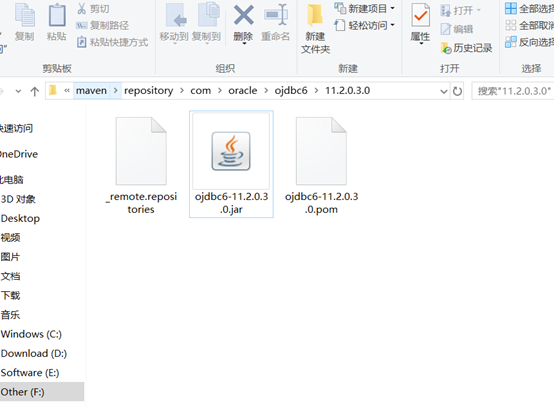 剪切
复制路径
粘贴快捷方式
复制
粘贴
剪贴板
移动到 复制到
删除 重命名
组织
新建项目
轻松访问
新建
文件夹
新建
属性
打开
编辑
历史记录
打开
全部选择
全部取消
反向选择
选择
« maven > repository > com > oracle > ojdbc6 > 11.2.0.3.0
搜索"11.2.0.3.0"
快速访问
OneDrive
此电脑
3D 对象
Desktop
视频
图片
文档
下载
音乐
Windows (C:)
Download (D:)
Software (E:)
Other (F:)
_remote.reposi
tories
ojdbc6-11.2.0.3
.0.jar
ojdbc6-11.2.0.3
.0.pom